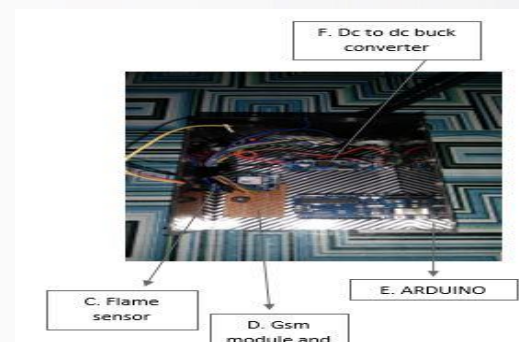 F. Dc to dc buck
converter
C. Flame
sensor
D. Gsm
module and
E. ARDUINO